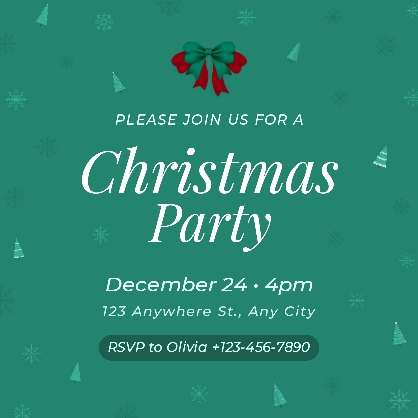 PLEASE JOIN US FOR A
Christmas
Party
December 24 • 4pm
123 Anywhere St., Any City
RSVP to Olivia +123-456-7890